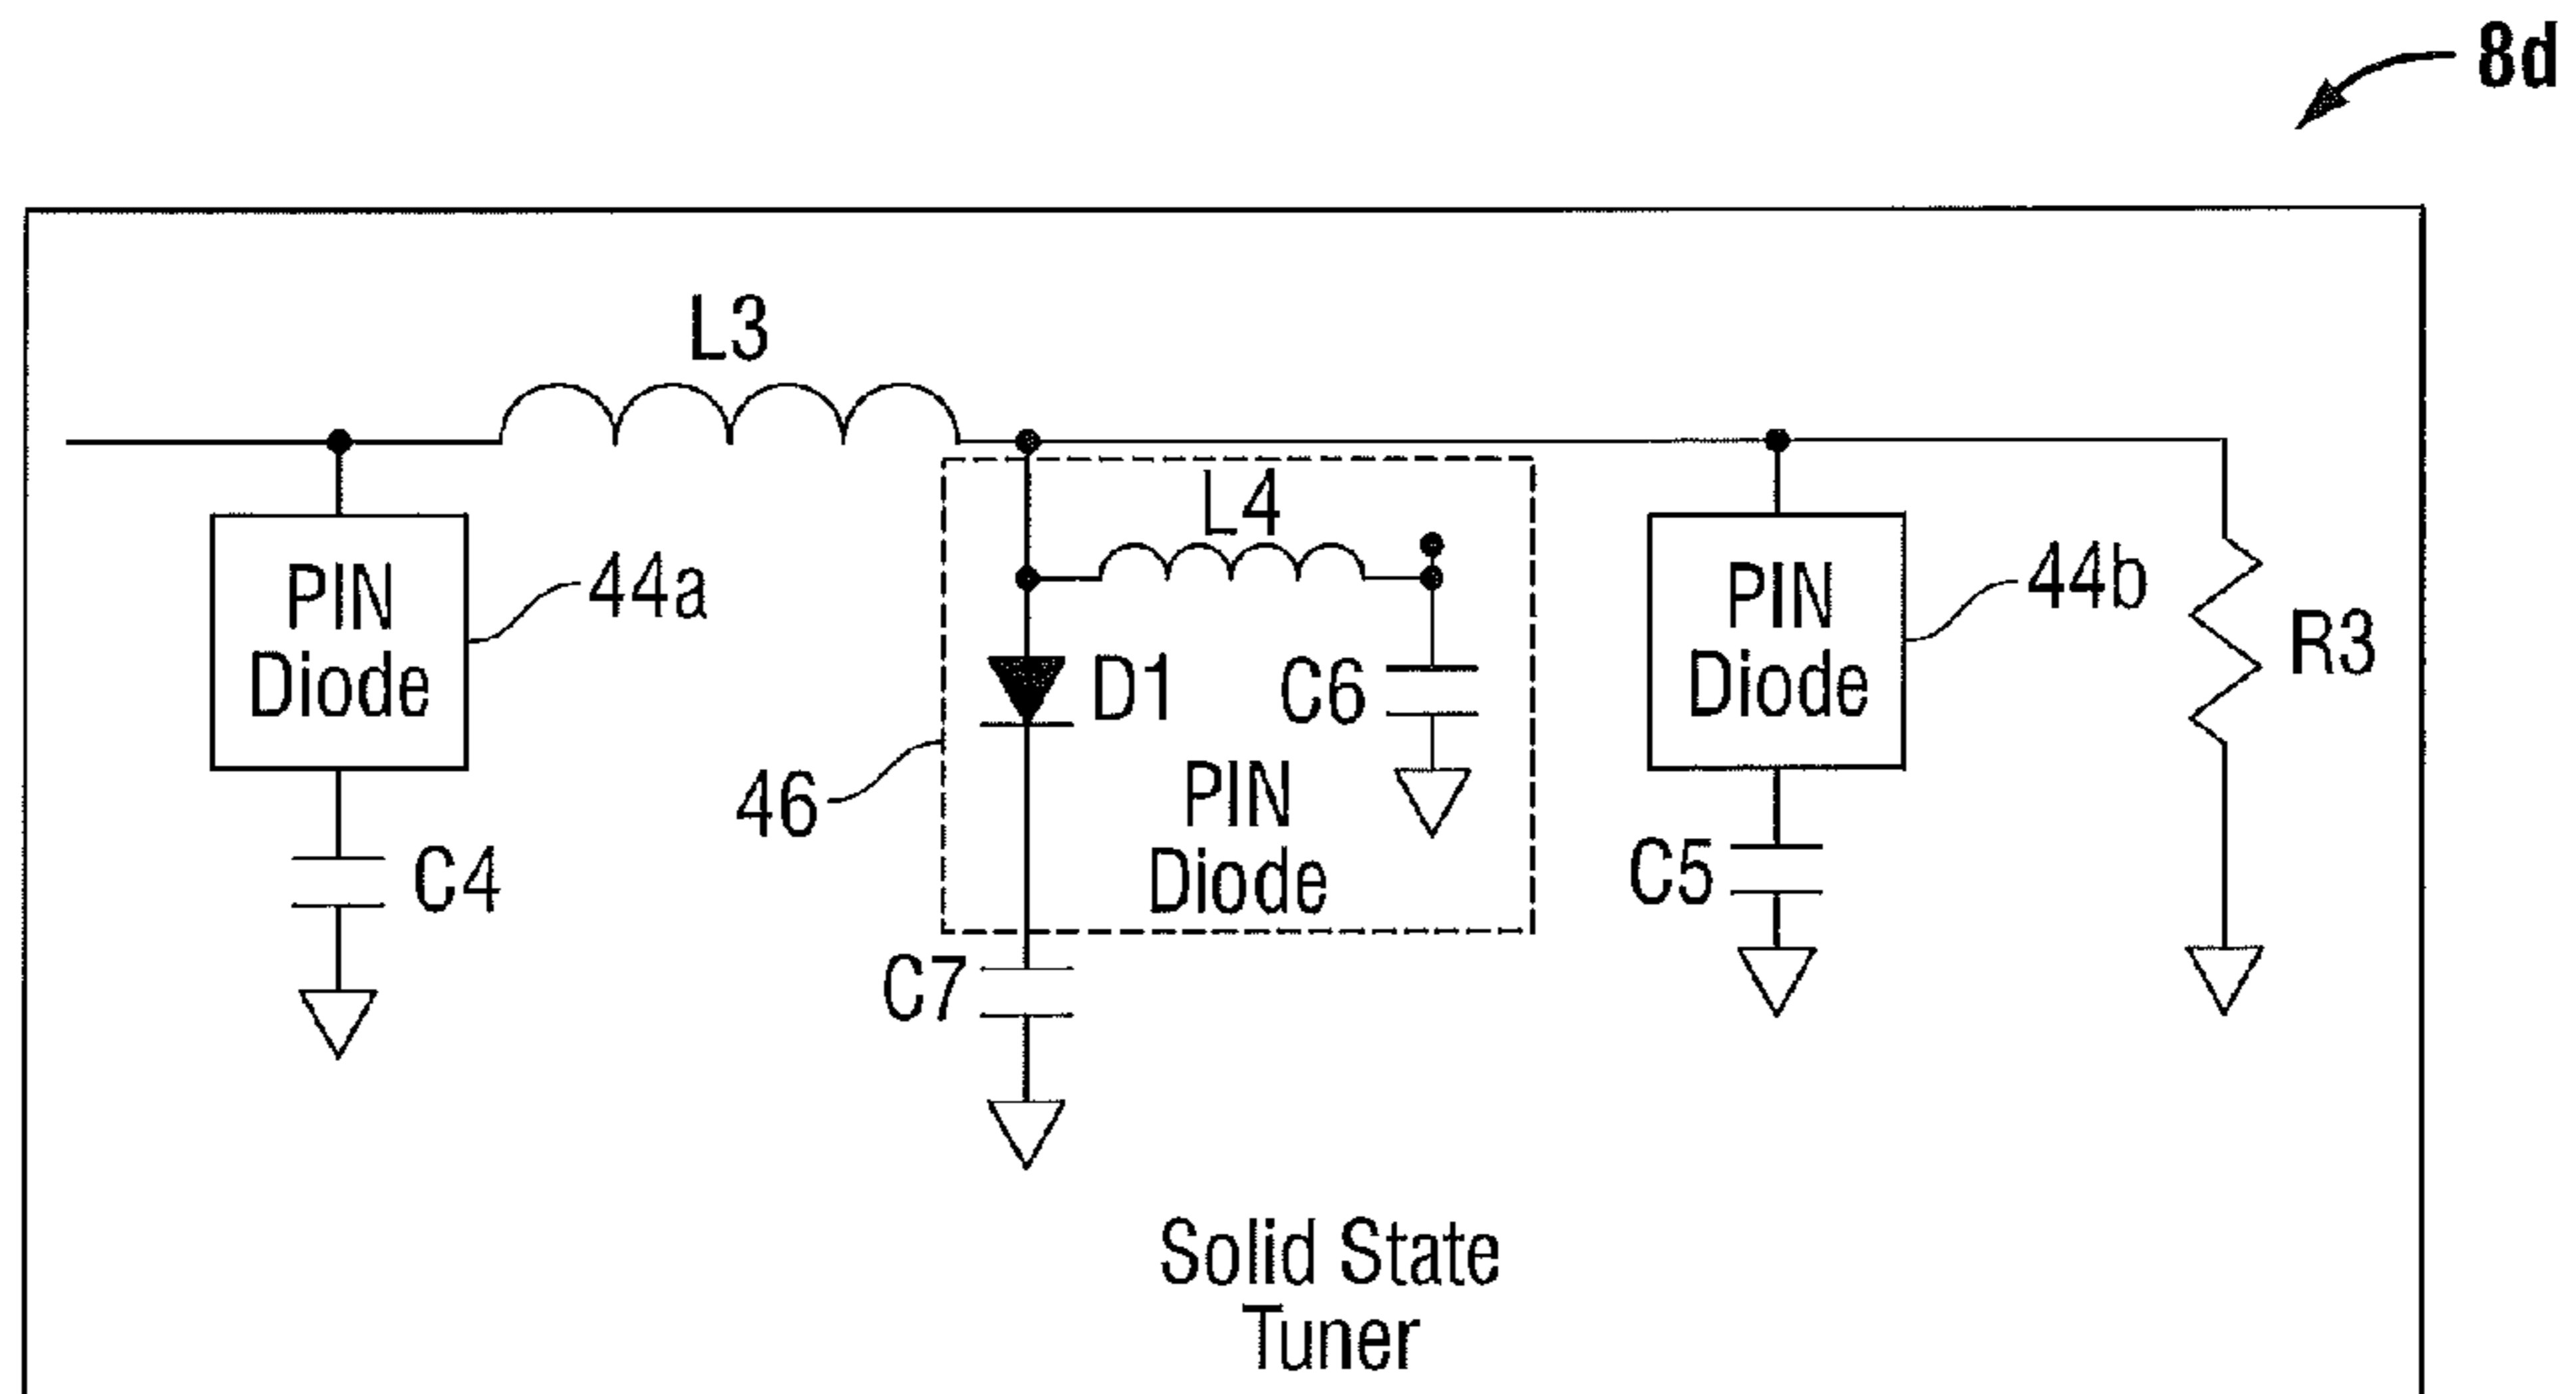 8d
L3
L4
PIN
Diode
44a
D1
C6
PIN
Diode
44b
R3
46
PIN
Diode
C4
C5
C7
Solid State
Tuner